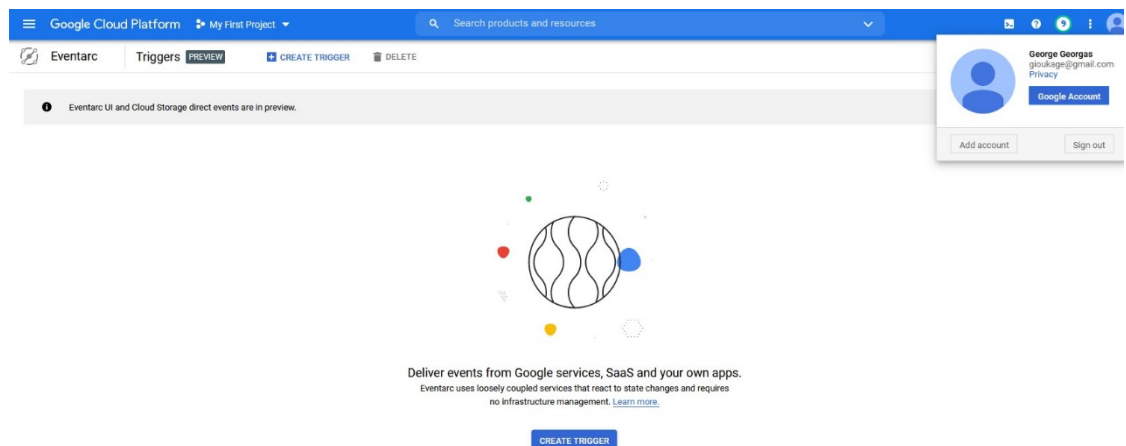 Google Cloud Platform My First Project Search products and resources 9
Eventarc Triggers PREVIEW CREATE TRIGGER DELETE
George Georgas
gioukage@gmail.com
Privacy
Google Account
Add account Sign out
Eventarc UI and Cloud Storage direct events are in preview.
Deliver events from Google services, SaaS and your own apps.
Eventarc uses loosely coupled services that react to state changes and requires
no infrastructure management. Learn more.
CREATE TRIGGER